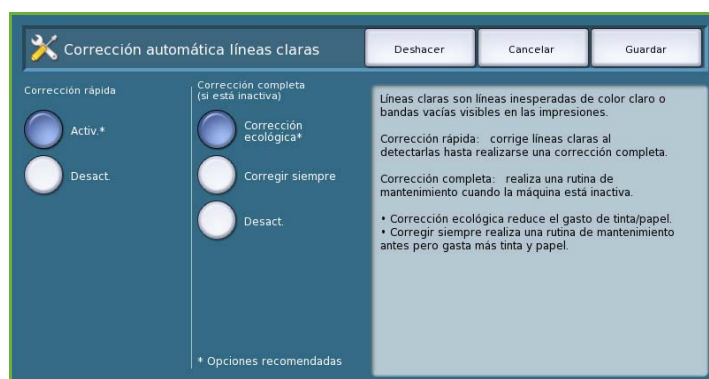 Corrección automática líneas claras
Deshacer
Cancelar
Guardar
Corrección rápida
Activ.*
Desact.
Corrección completa
(si está inactiva)
Corrección
ecológica*
Corregir siempre
Desact.
* Opciones recomendadas
Líneas claras son líneas inesperadas de color claro o
bandas vacías visibles en las impresiones.
Corrección rápida: corrige líneas claras al
detectarlas hasta realizarse una corrección completa.
Corrección completa: realiza una rutina de
mantenimiento cuando la máquina está inactiva.
• Corrección ecológica reduce el gasto de tinta/papel.
• Corregir siempre realiza una rutina de mantenimiento
antes pero gasta más tinta y papel.